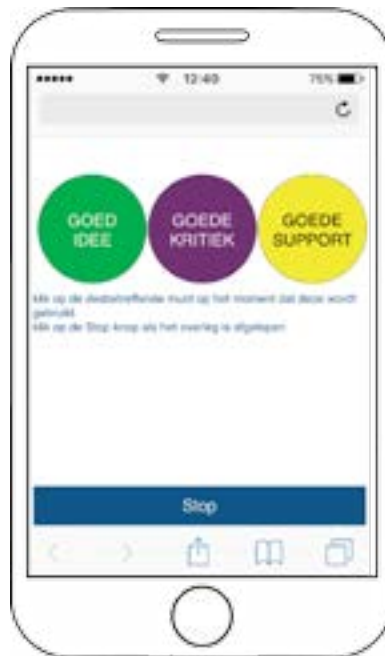 12:40 75%
GOED IDEE
GOEDE KRITIEK
GOEDE SUPPORT
klik op de desbetreffende munt op het moment dat deze wordt
gebruikt
klik op de Stop knop als het overleg is afgelopen
Stop